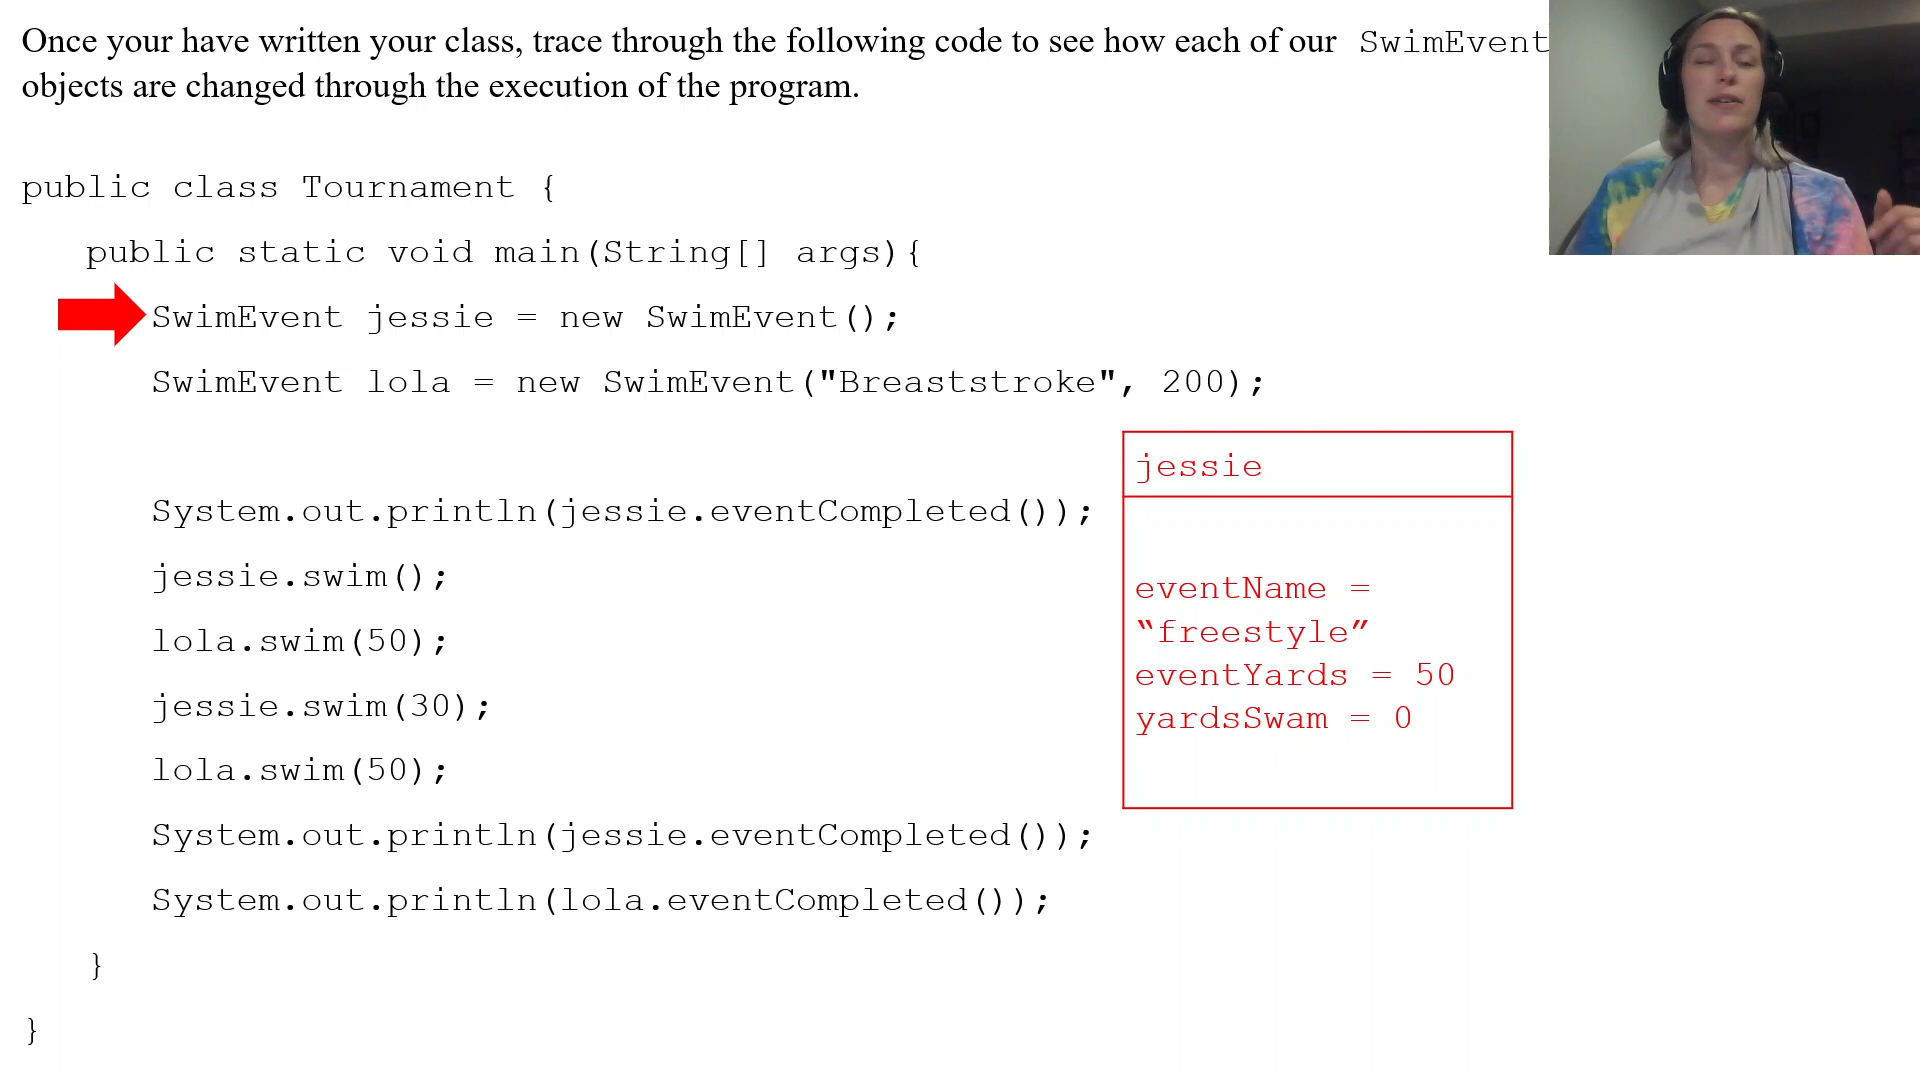 Once your have written your class, trace through the following code to see how each of our SwimEvent
objects are changed through the execution of the program.
public class Tournament {
public static void main(String[] args){
SwimEvent jessie = new SwimEvent();
SwimEvent lola = new SwimEvent("Breaststroke", 200);
System.out.println(jessie.eventCompleted());
jessie.swim();
lola.swim(50);
jessie.swim(30);
lola.swim(50);
System.out.println(jessie.eventCompleted());
System.out.println(lola.eventCompleted());
}
}
jessie
eventName =
“freestyle”
eventYards = 50
yardsSwam = 0